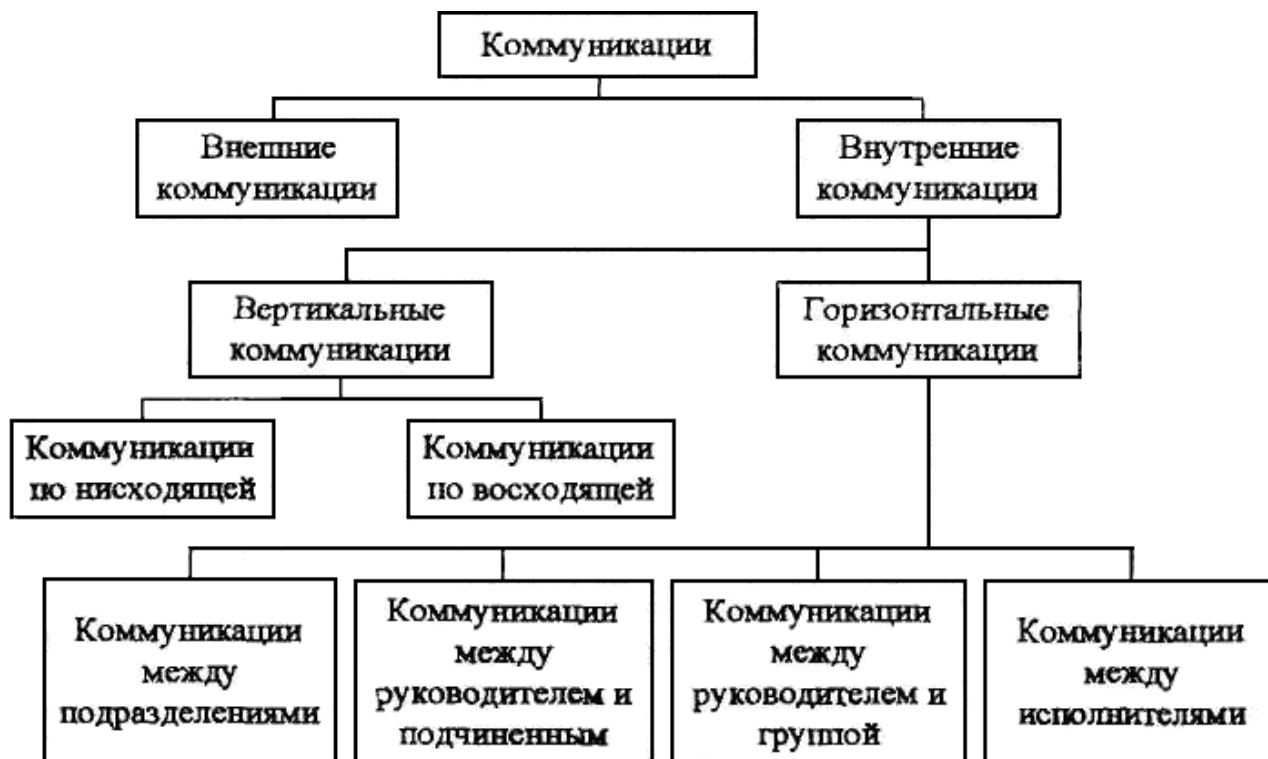 Коммуникации
Внешние
коммуникации
Внутренние
коммуникации
Вертикальные
коммуникации
Горизонтальные
коммуникации
Коммуникации
по нисходящей
Коммуникации
по восходящей
Коммуникации
между
подразделениями
Коммуникации
между
руководителем и
подчиненным
Коммуникации
между
руководителем и
группой
Коммуникации
между
исполнителями